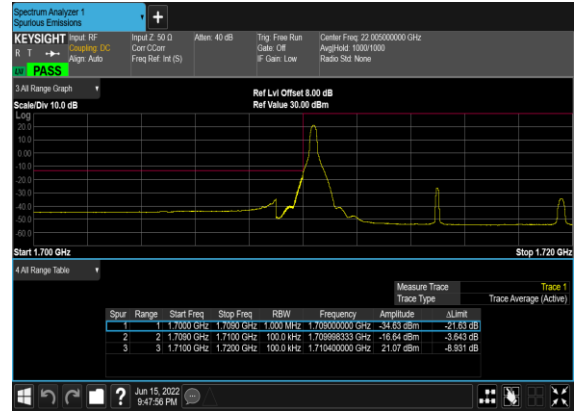 Spectrum Analyzer 1
Spurious Emissions
KEYSIGHT Input: RF Input Z: 50 Ω Atten: 40 dB Trig: Free Run Center Freq: 22.005000000 GHz
R T Coupling: DC Corr CCorr Gate: Off Avg|Hold: 1000/1000
Align: Auto Freq Ref: Int (S) IF Gain: Low Radio Std: None
PASS
3 All Range Graph
Ref Lvl Offset 8.00 dB
Scale/Div 10.0 dB Ref Value 30.00 dBm
Log
20.0
10.0
0.00
-10.0
-20.0
-30.0
-40.0
-50.0
-60.0
Start 1.700 GHz Stop 1.720 GHz
4 All Range Table
Measure Trace Trace 1
Trace Type Trace Average (Active)
Spur Range Start Freq Stop Freq RBW Frequency Amplitude ΔLimit
1 1 1.7000 GHz 1.7090 GHz 1.000 MHz 1.709000000 GHz -34.63 dBm -21.63 dB
2 2 1.7090 GHz 1.7100 GHz 100.0 kHz 1.709998333 GHz -16.64 dBm -3.643 dB
3 3 1.7100 GHz 1.7200 GHz 100.0 kHz 1.710400000 GHz 21.07 dBm -8.931 dB
? Jun 15, 2022
9:47:56 PM